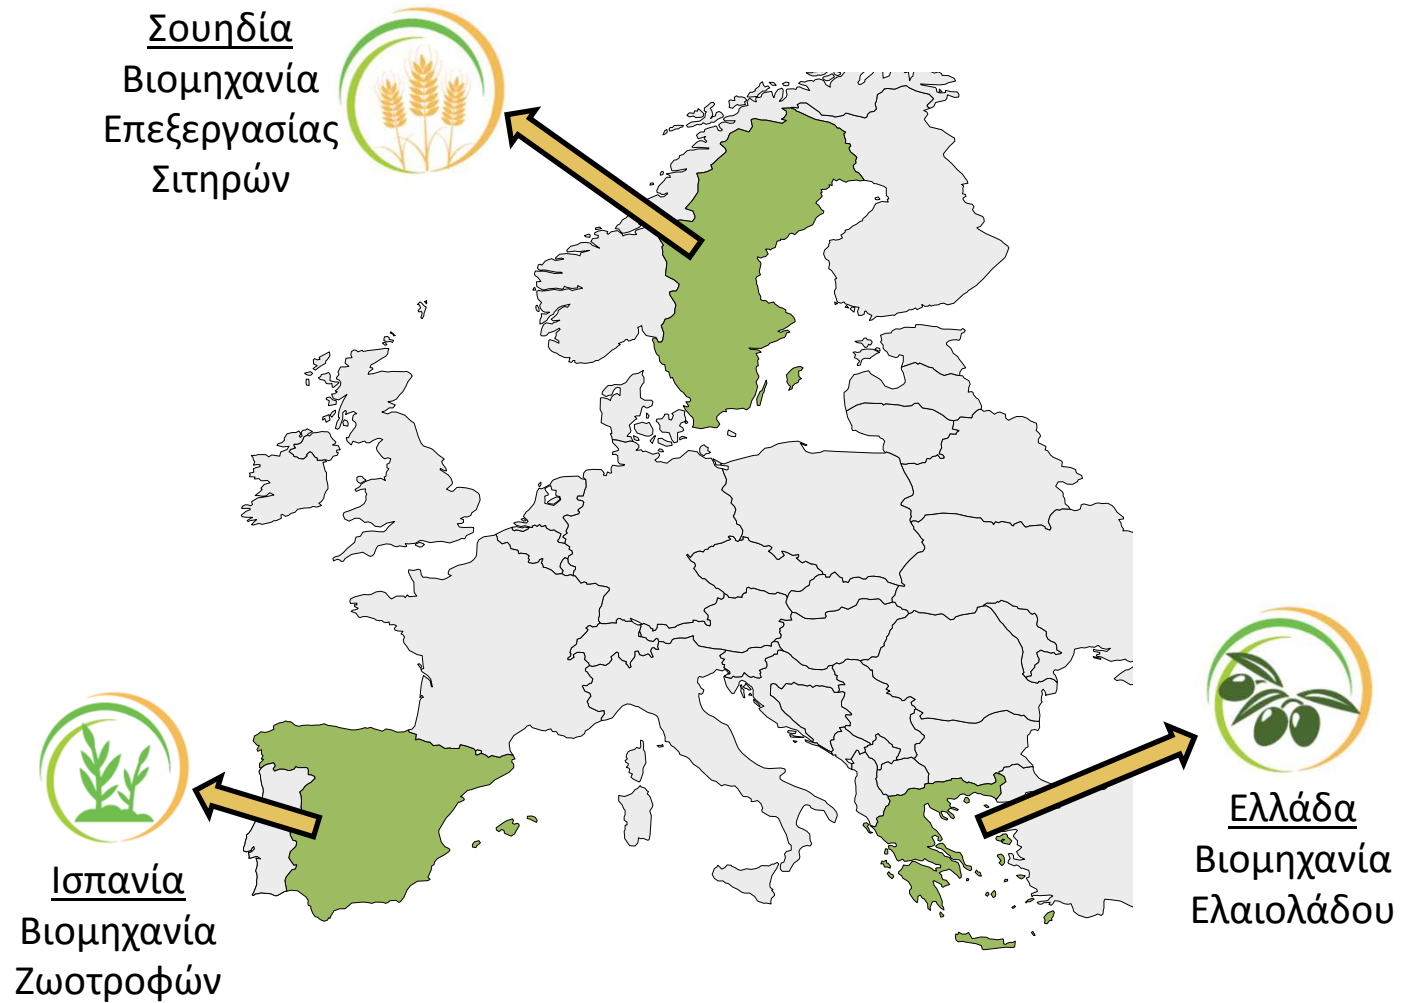 Σουηδία
Βιομηχανία
Επεξεργασίας
Σιτηρών
Ελλάδα
Βιομηχανία
Ελαιολάδου
Ισπανία
Βιομηχανία
Ζωοτροφών